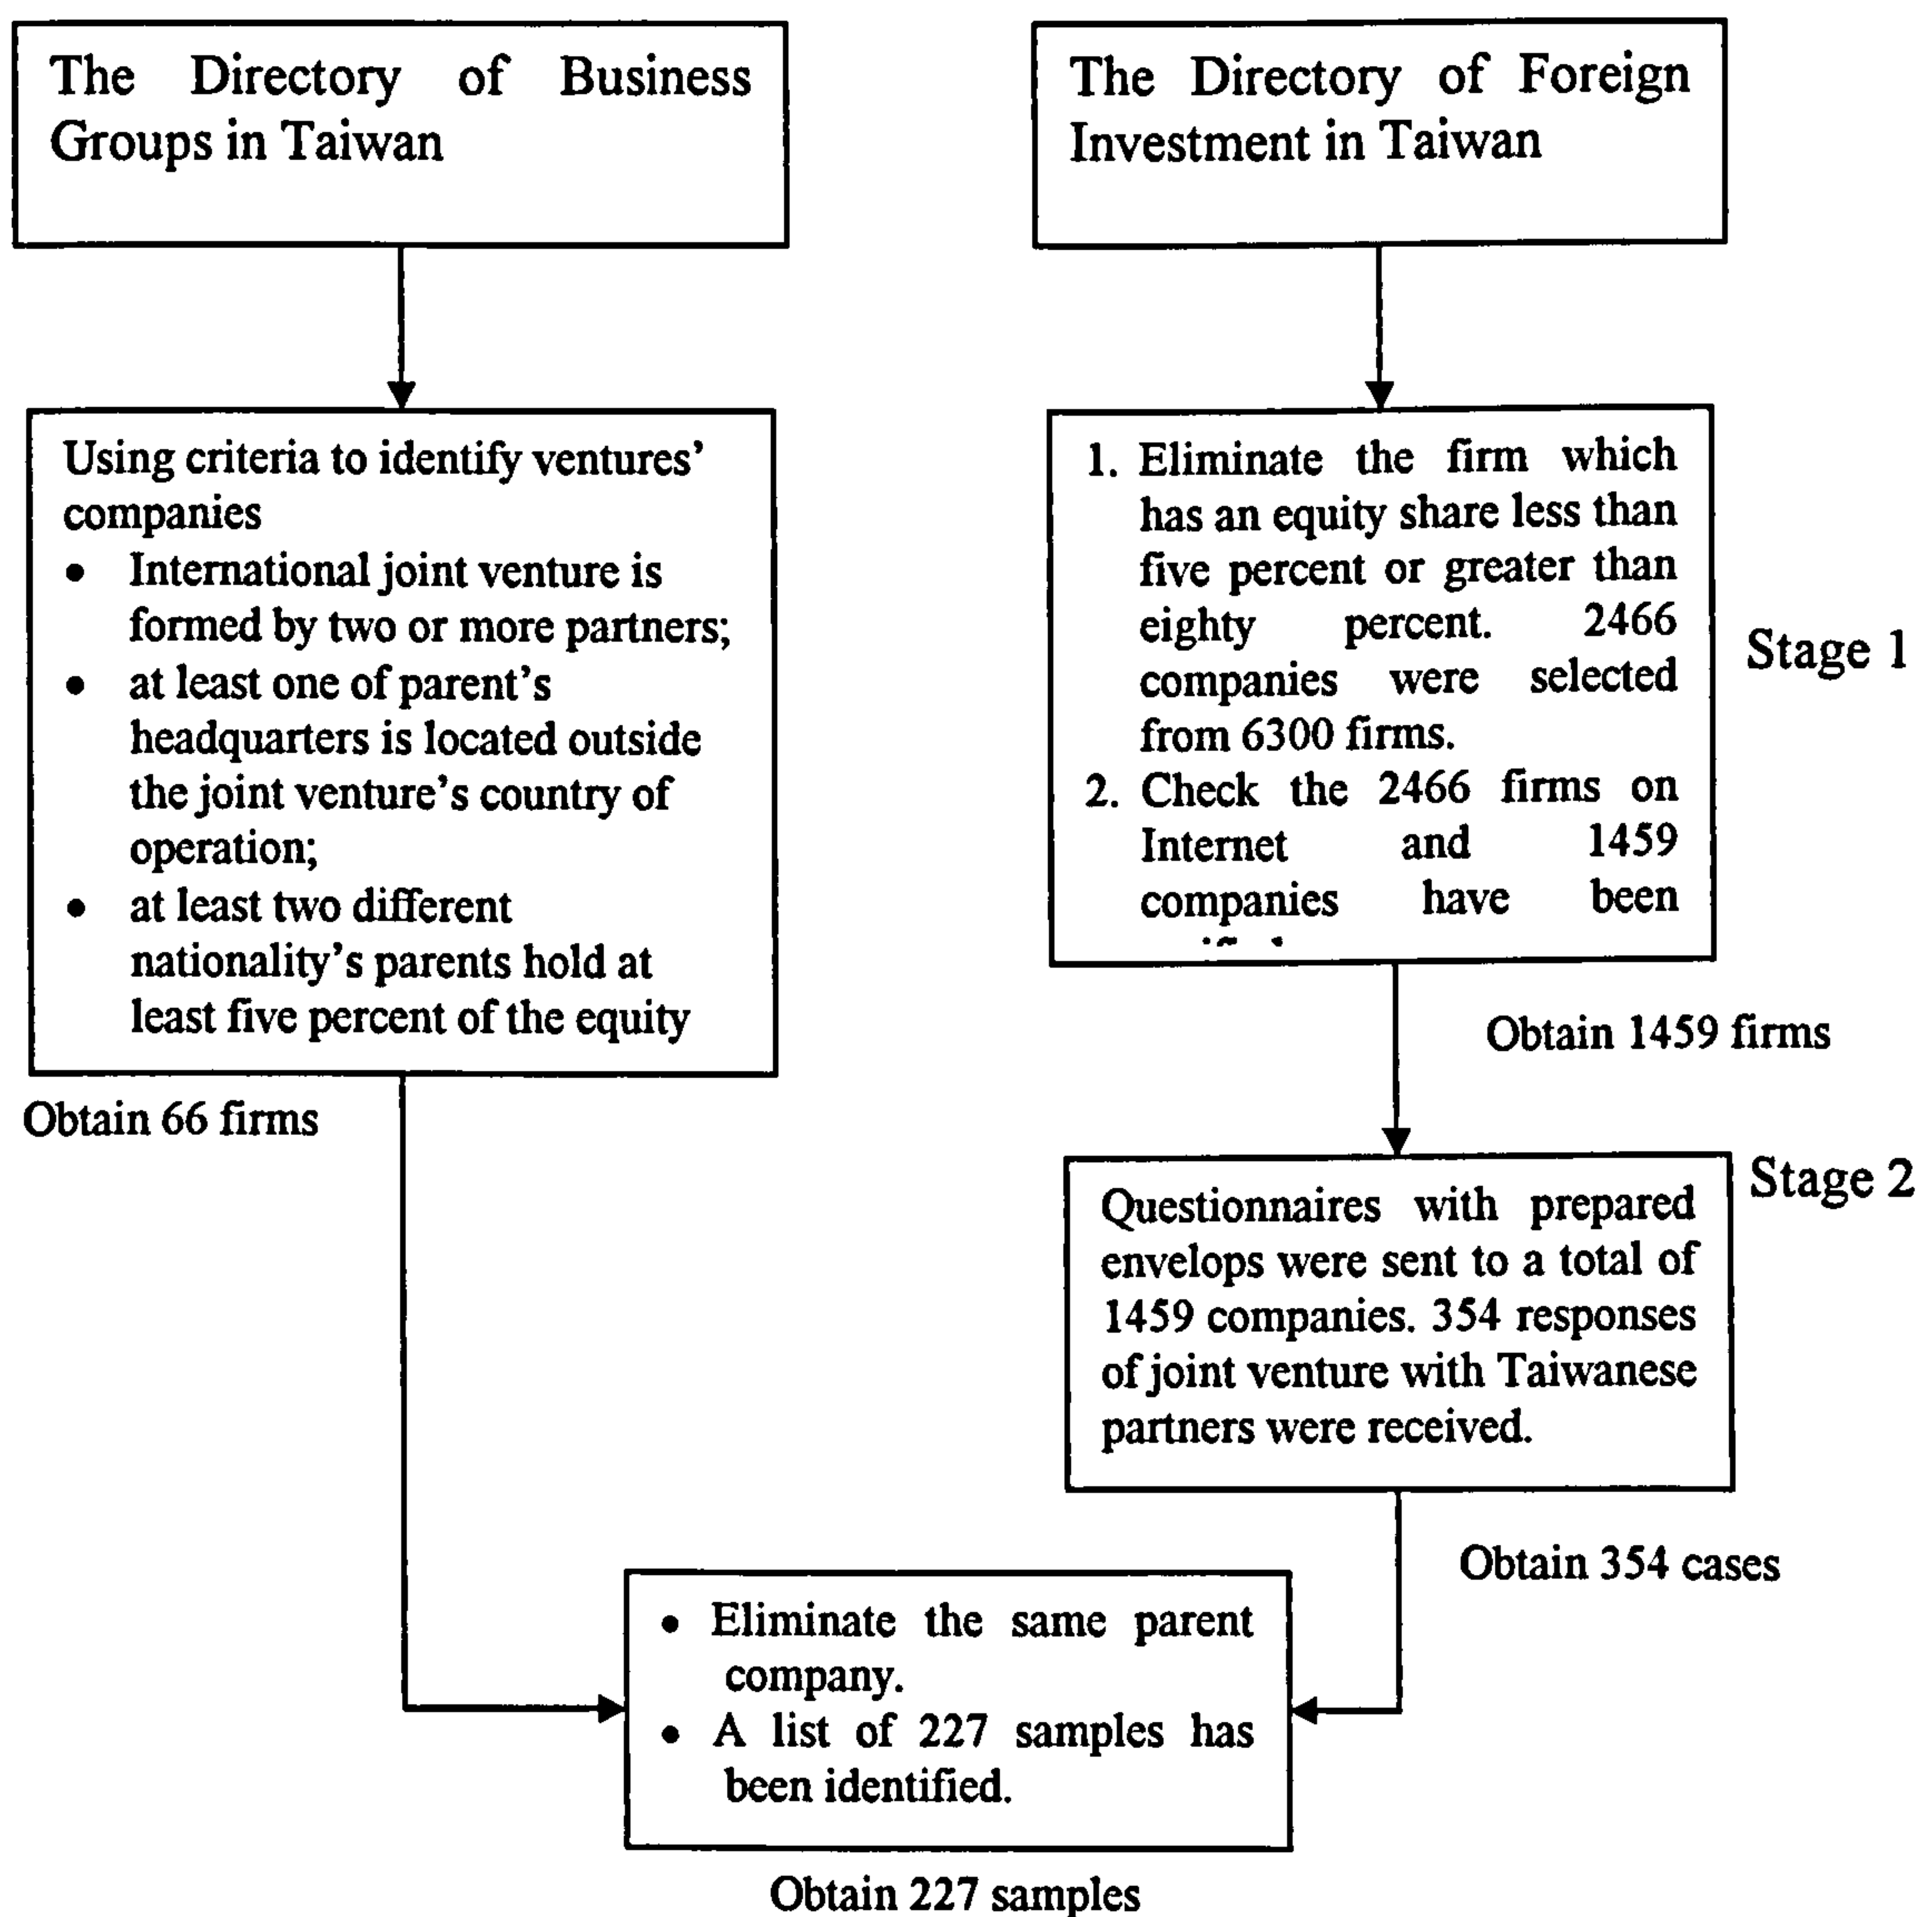 The Directory of Business
Groups in Taiwan
The Directory of Foreign
Investment in Taiwan
Using criteria to identify ventures’
companies
• International joint venture is
formed by two or more partners;
• at least one of parent’s
headquarters is located outside
the joint venture’s country of
operation;
• at least two different
nationality’s parents hold at
least five percent of the equity
1. Eliminate the firm which
has an equity share less than
five percent or greater than
eighty percent. 2466
companies were selected
from 6300 firms.
2. Check the 2466 firms on
Internet and 1459
companies have been
Stage 1
Obtain 1459 firms
Obtain 66 firms
Stage 2
Questionnaires with prepared
envelops were sent to a total of
1459 companies. 354 responses
of joint venture with Taiwanese
partners were received.
Obtain 354 cases
• Eliminate the same parent
company.
• A list of 227 samples has
been identified.
Obtain 227 samples